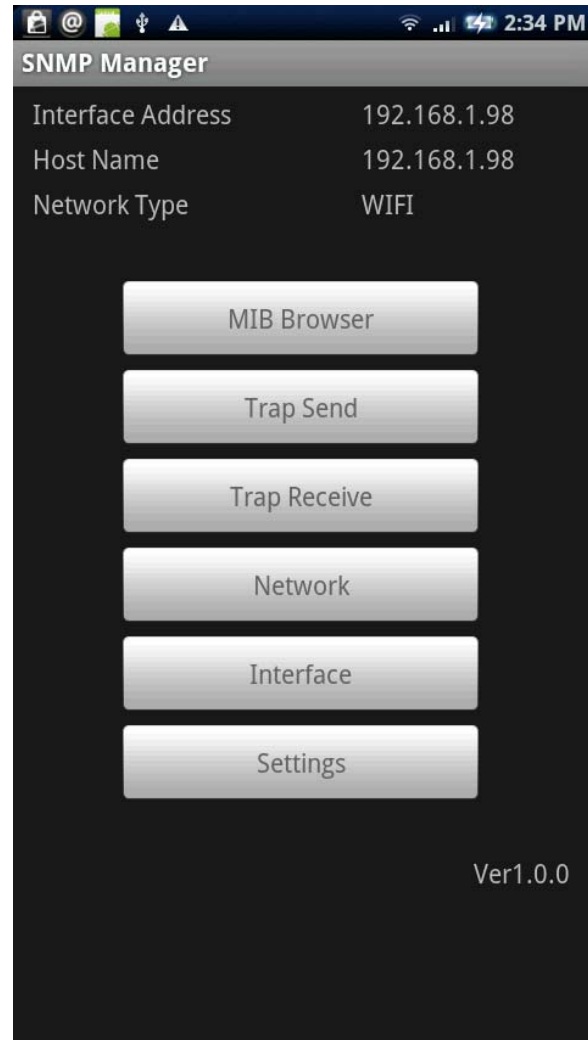 @ 2:34 PM
SNMP Manager
Interface Address 192.168.1.98
Host Name 192.168.1.98
Network Type WIFI
MIB Browser
Trap Send
Trap Receive
Network
Interface
Settings
Ver1.0.0